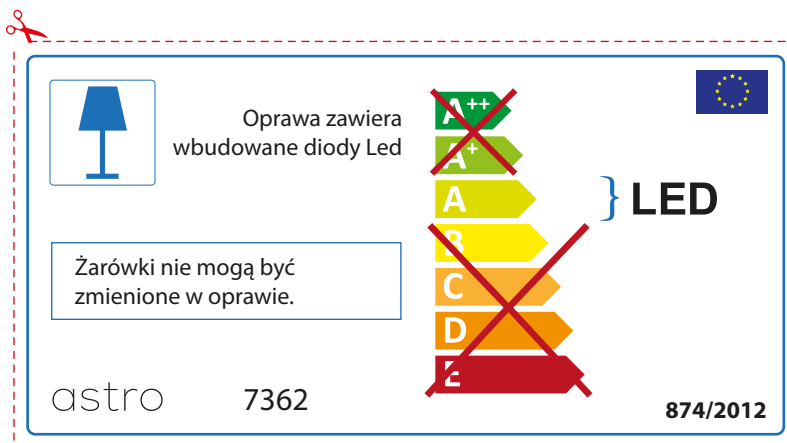 Oprawa zawiera
wbudowane diody Led
A++
A+
A
B
C
D
E
} LED
Żarówki nie mogą być
zmienione w oprawie.
astro
7362
874/2012